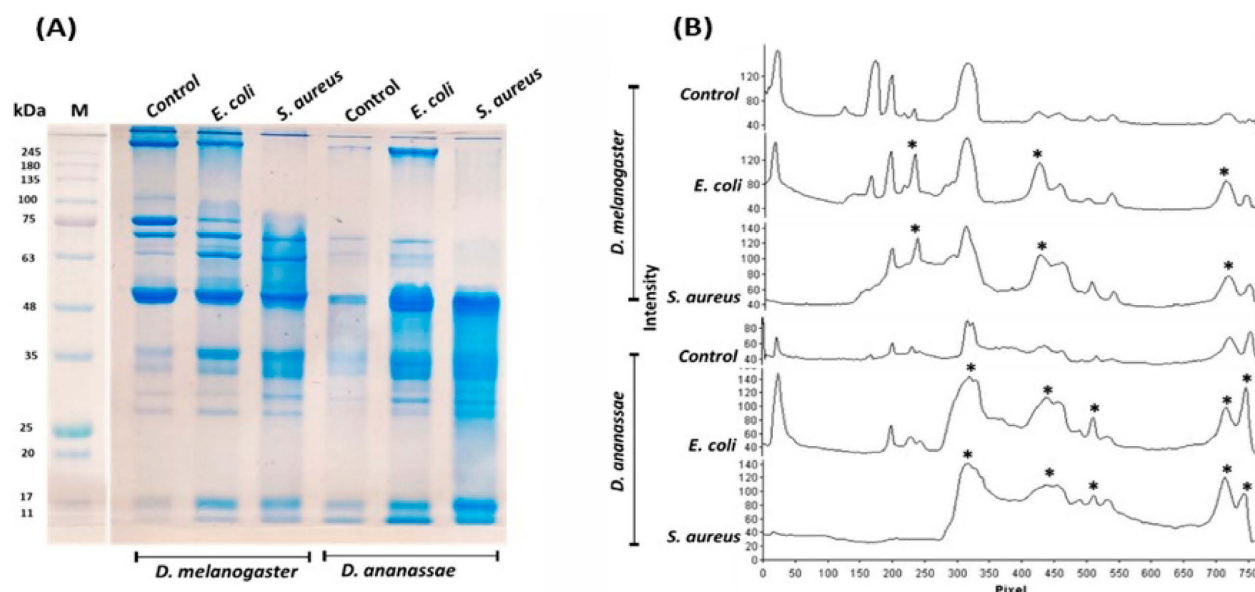 (A)
(B)
kDa
M
Control
E. coli
S. aureus
Control
E. coli
S. aureus
245
180
135
100
75
63
48
35
25
20
17
11
D. melanogaster
D. ananassae
D. melanogaster
D. ananassae
Intensity
Control
120
80
40
E. coli
160
120
80
40
S. aureus
140
120
100
80
60
40
Control
80
60
40
E. coli
150
120
100
80
60
40
S. aureus
140
120
100
80
60
40
20
0
0 50 100 150 200 250 300 350 400 450 500 550 600 650 700 750
Pixel